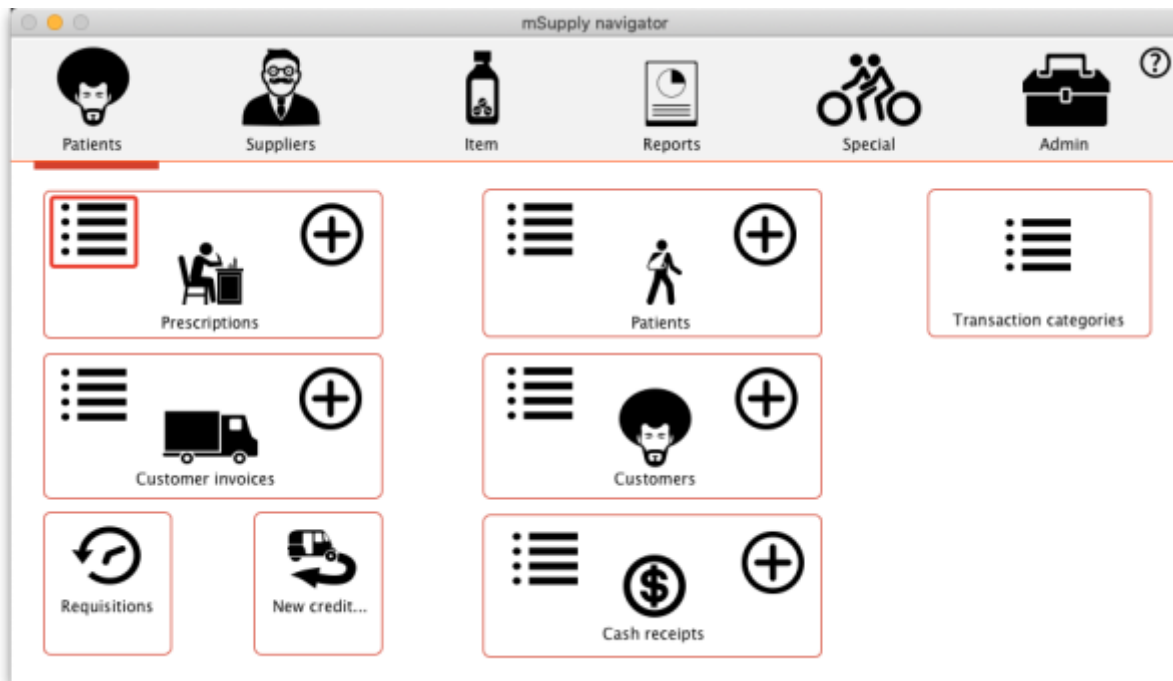 mSupply navigator
?
Patients
Suppliers
Item
Reports
Special
Admin
Prescriptions
Patients
Transaction categories
Customer invoices
Customers
Requisitions
New credit...
$
Cash receipts